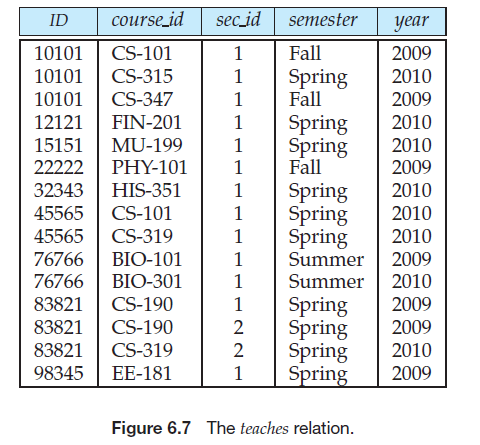 ID course_id sec_id semester year
10101 CS-101 1 Fall 2009
10101 CS-315 1 Spring 2010
10101 CS-347 1 Fall 2009
12121 FIN-201 1 Spring 2010
15151 MU-199 1 Spring 2010
22222 PHY-101 1 Fall 2009
32343 HIS-351 1 Spring 2010
45565 CS-101 1 Spring 2010
45565 CS-319 1 Spring 2010
76766 BIO-101 1 Summer 2009
76766 BIO-301 1 Summer 2010
83821 CS-190 1 Spring 2009
83821 CS-190 2 Spring 2009
83821 CS-319 2 Spring 2010
98345 EE-181 1 Spring 2009
Figure 6.7 The teaches relation.